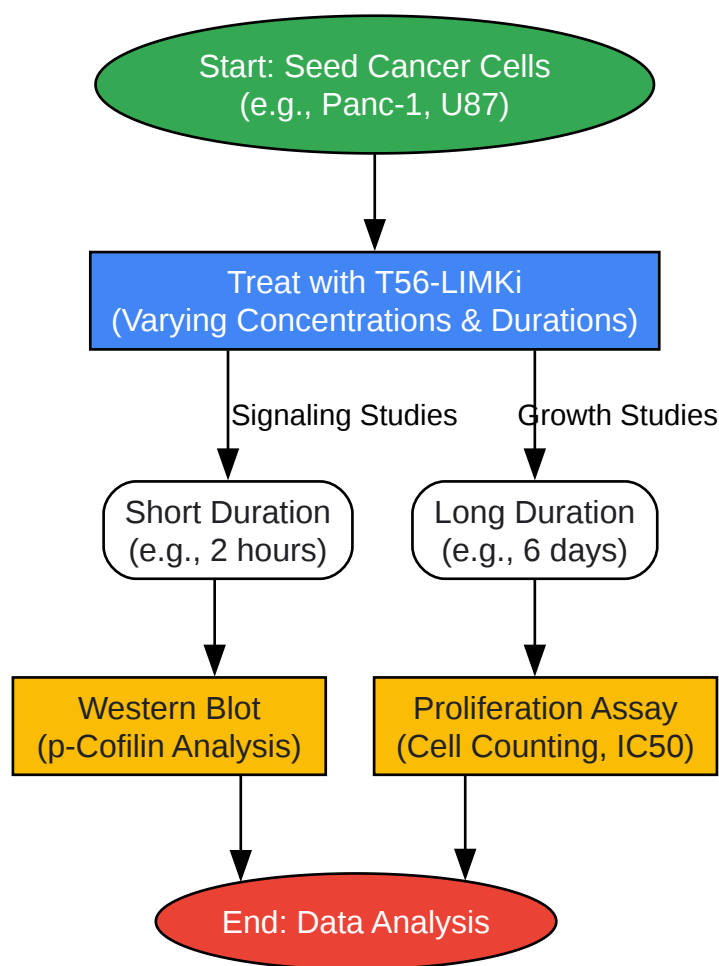 Start: Seed Cancer Cells
(e.g., Panc-1, U87)
Treat with T56-LIMKi
(Varying Concentrations & Durations)
Signaling Studies
Growth Studies
Short Duration
(e.g., 2 hours)
Long Duration
(e.g., 6 days)
Western Blot
(p-Cofilin Analysis)
Proliferation Assay
(Cell Counting, IC50)
End: Data Analysis